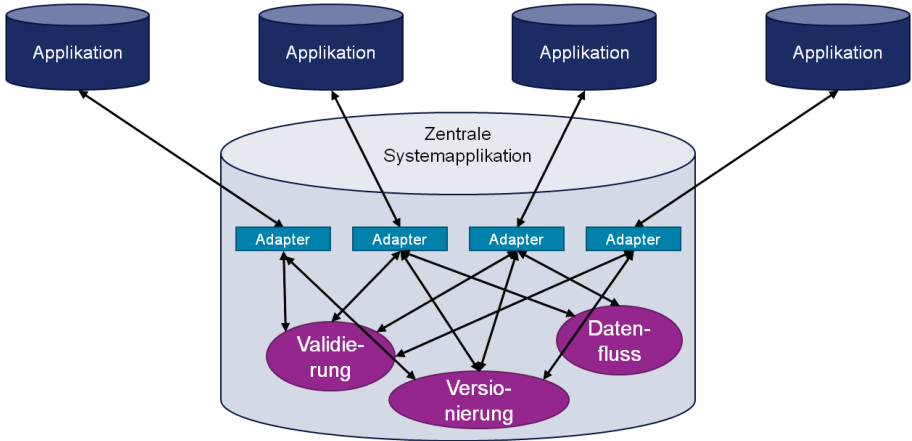 Applikation
Applikation
Applikation
Applikation
Zentrale
Systemapplikation
Adapter
Adapter
Adapter
Adapter
Validie-
rung
Daten-
fluss
Versio-
nierung